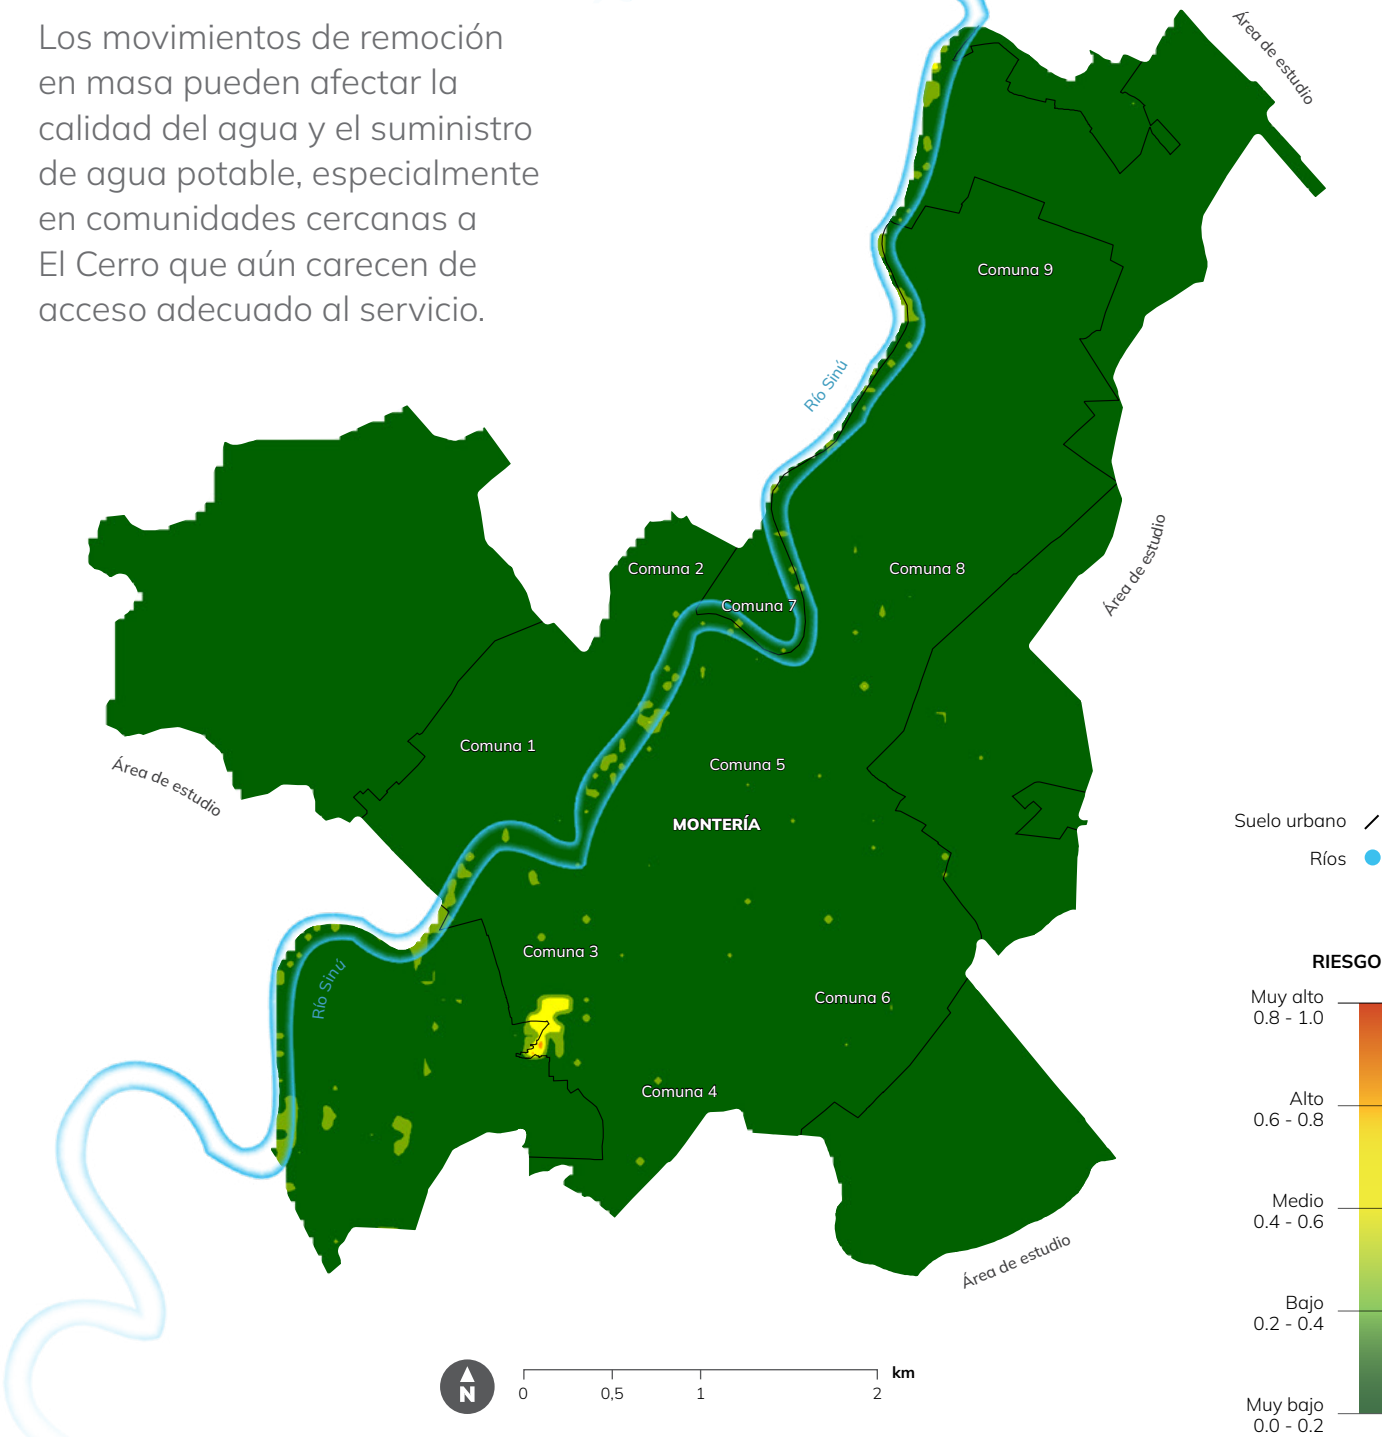 Los movimientos de remoción
en masa pueden afectar la
calidad del agua y el suministro
de agua potable, especialmente
en comunidades cercanas a
El Cerro que aún carecen de
acceso adecuado al servicio.
Área de estudio
Comuna 9
Río Sinú
Área de estudio
Comuna 2
Comuna 8
Comuna 7
Comuna 1
Comuna 5
Área de estudio
MONTERÍA
Suelo urbano
Ríos
Comuna 3
Río Sinú
Comuna 6
Comuna 4
Área de estudio
RIESGO
Muy alto
0.8 - 1.0
Alto
0.6 - 0.8
Medio
0.4 - 0.6
Bajo
0.2 - 0.4
Muy bajo
0.0 - 0.2
N
km
0 0,5 1 2